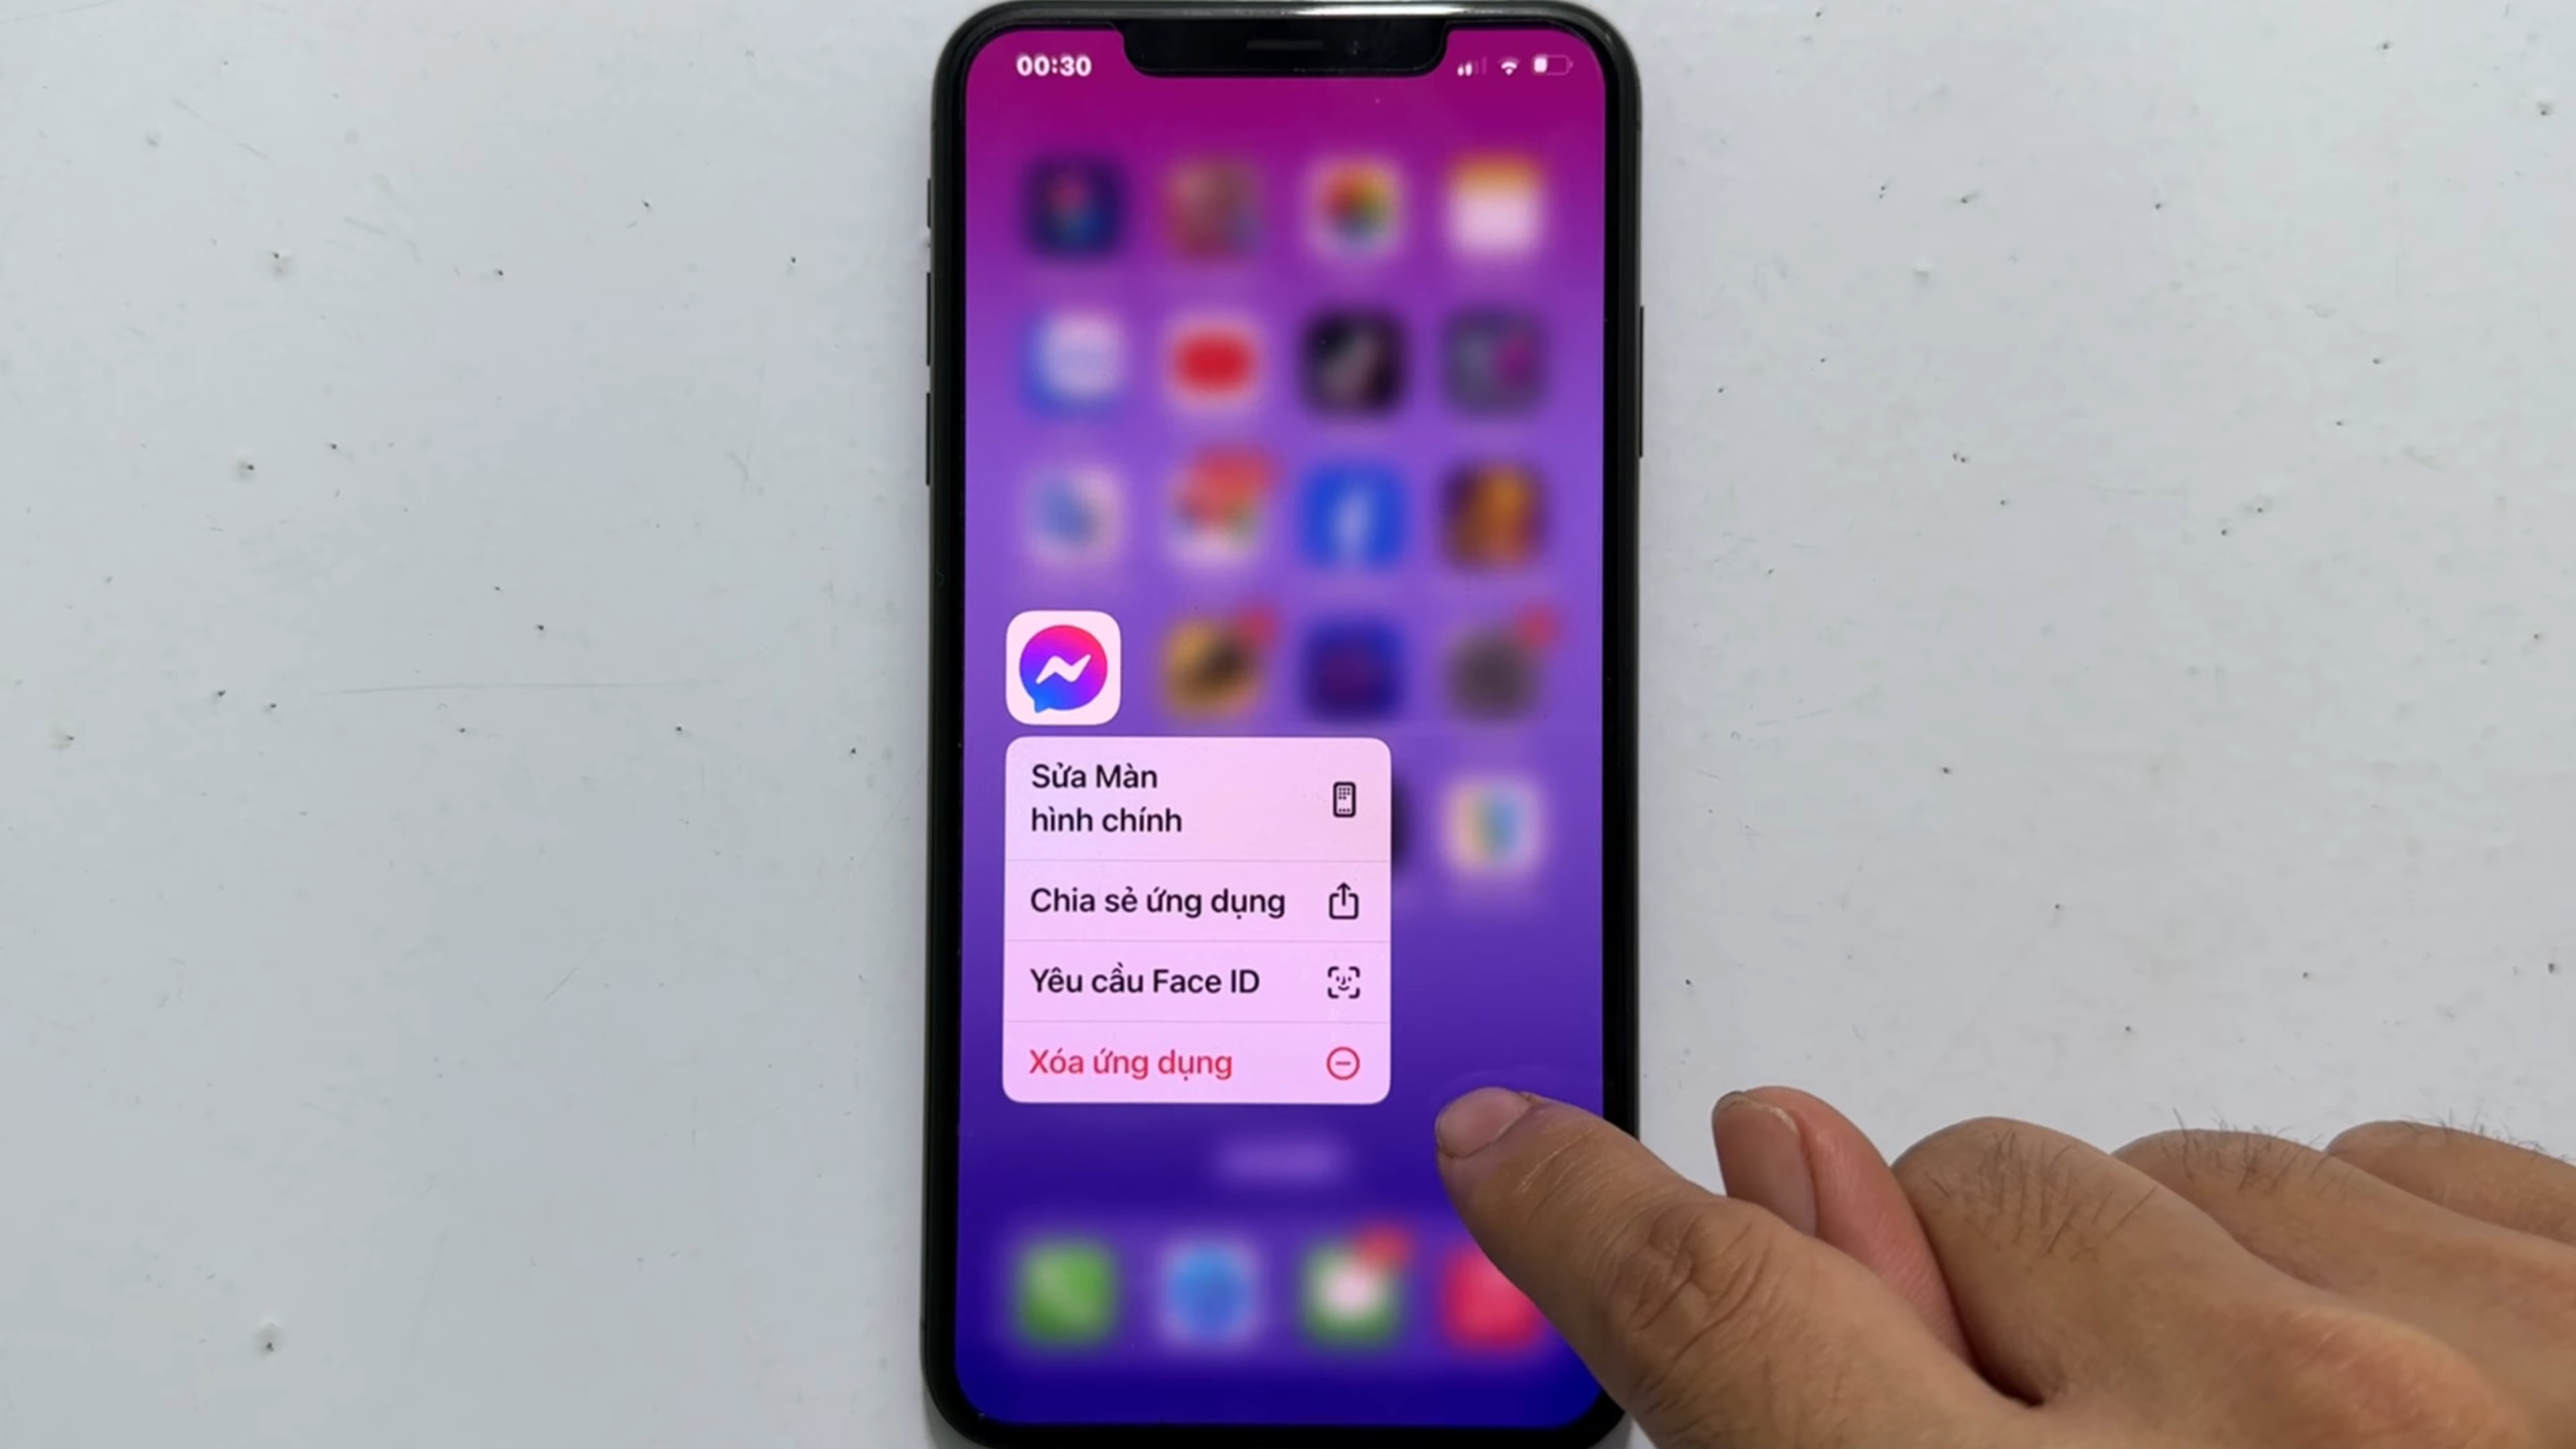 00:30
Sửa Màn
hình chính
Chia sẻ ứng dụng
Yêu cầu Face ID
Xóa ứng dụng